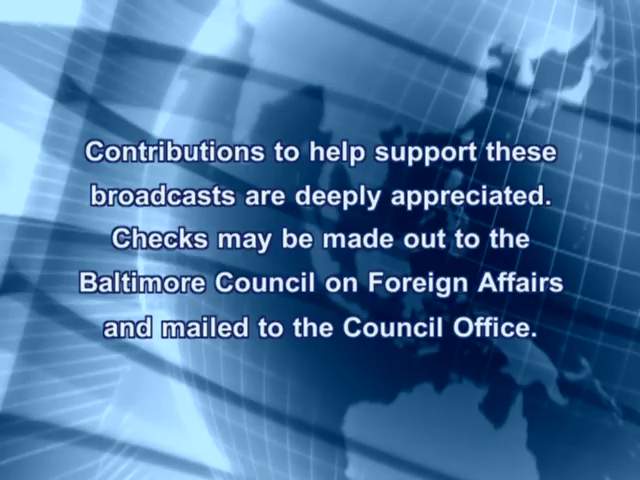 Contributions to help support these
broadcasts are deeply appreciated.
Checks may be made out to the
Baltimore Council on Foreign Affairs
and mailed to the Council Office.